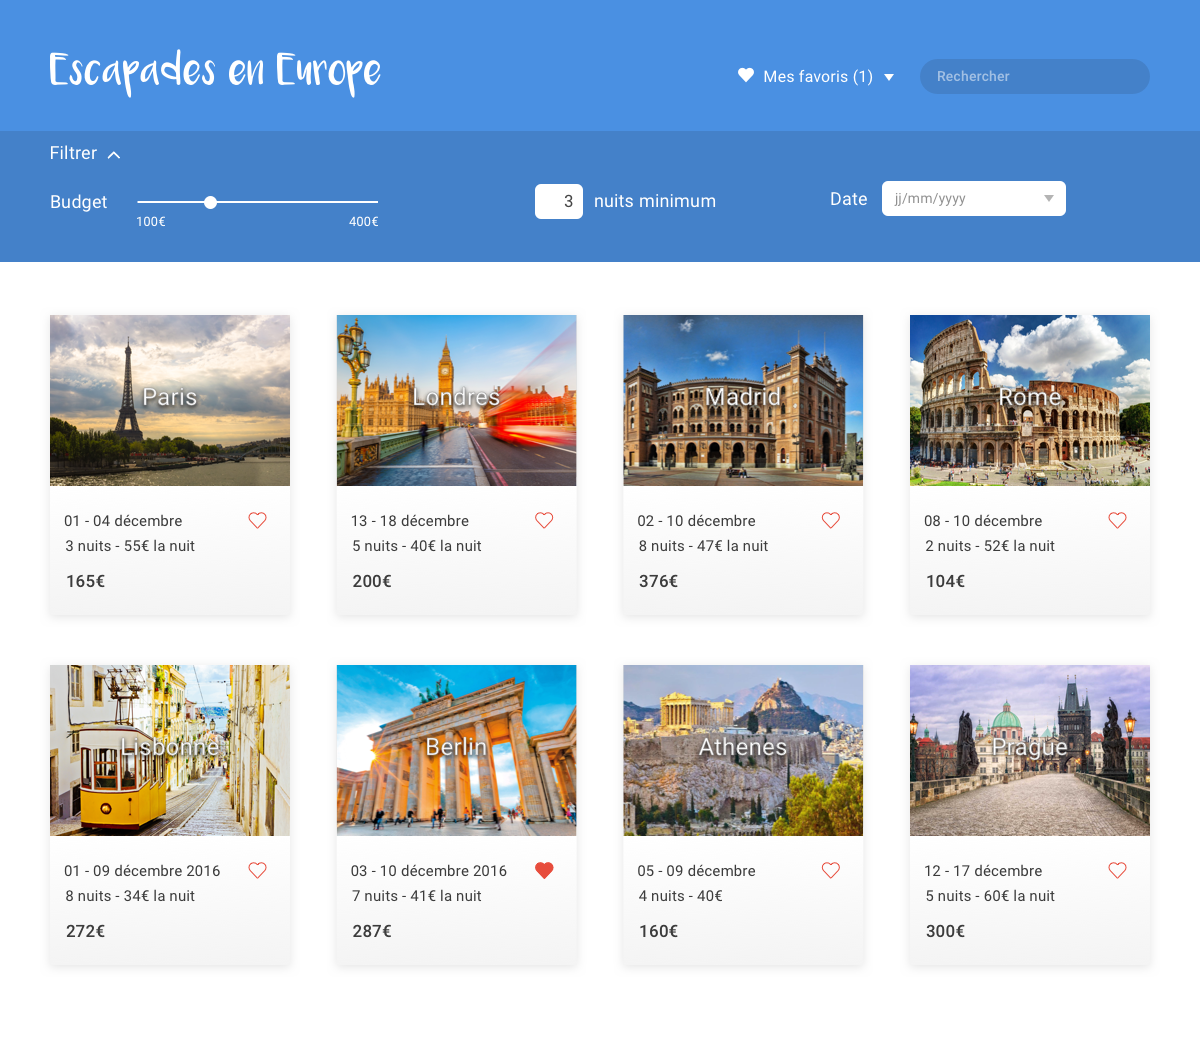 Escapades en Europe
Mes favoris (1)
Rechercher
Filtrer
Budget
100€
400€
3 nuits minimum
Date
jj/mm/yyyy
Paris
01 - 04 décembre
3 nuits - 55€ la nuit
165€
Londres
13 - 18 décembre
5 nuits - 40€ la nuit
200€
Madrid
02 - 10 décembre
8 nuits - 47€ la nuit
376€
Rome
08 - 10 décembre
2 nuits - 52€ la nuit
104€
Lisbonne
01 - 09 décembre 2016
8 nuits - 34€ la nuit
272€
Berlin
03 - 10 décembre 2016
7 nuits - 41€ la nuit
287€
Athenes
05 - 09 décembre
4 nuits - 40€
160€
Prague
12 - 17 décembre
5 nuits - 60€ la nuit
300€